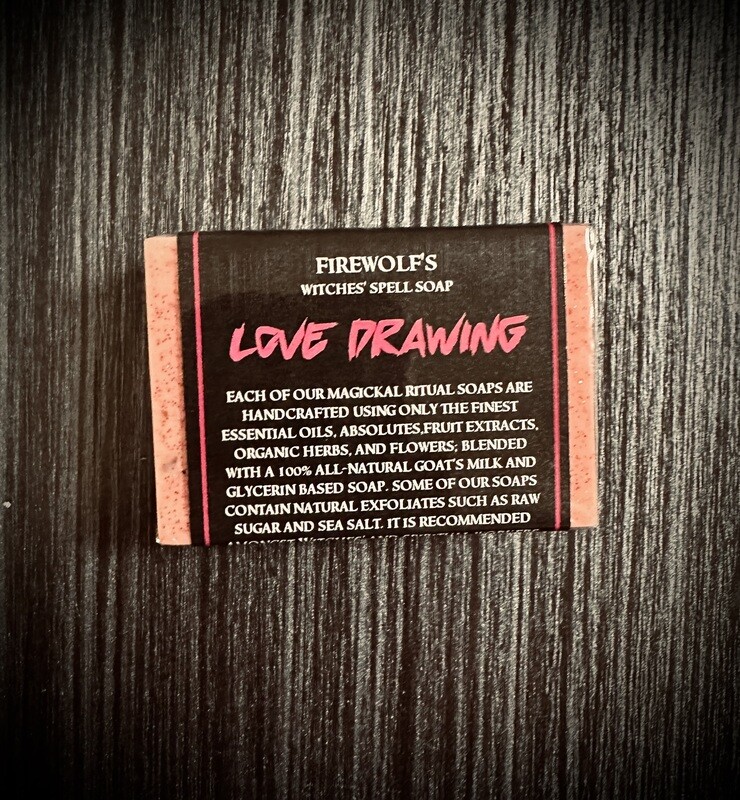 FIREWOLF'S
WITCHES' SPELL SOAP
LOVE DRAWING
EACH OF OUR MAGICKAL RITUAL SOAPS ARE
HANDCRAFTED USING ONLY THE FINEST
ESSENTIAL OILS, ABSOLUTES,FRUIT EXTRACTS,
ORGANIC HERBS, AND FLOWERS; BLENDED
WITH A 100% ALL-NATURAL GOAT'S MILK AND
GLYCERIN BASED SOAP. SOME OF OUR SOAPS
CONTAIN NATURAL EXFOLIATES SUCH AS RAW
SUGAR AND SEA SALT. IT IS RECOMMENDED
AMONGST WITCHES